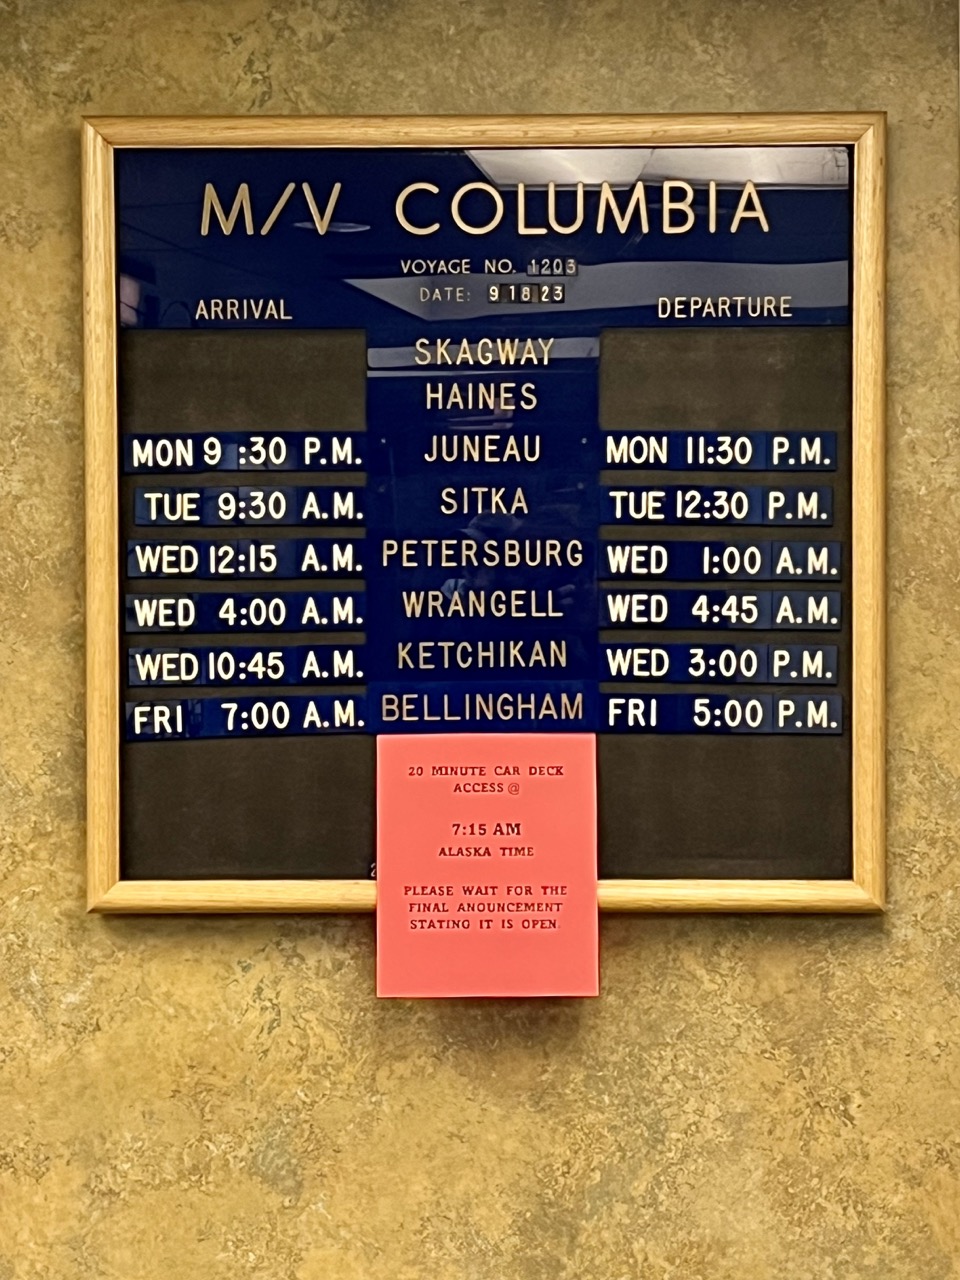 M/V COLUMBIA
VOYAGE NO. 1203
DATE: 9 18 23
ARRIVAL DEPARTURE
SKAGWAY
HAINES
MON 9 :30 P.M. JUNEAU MON 11:30 P.M.
TUE 9:30 A.M. SITKA TUE 12:30 P.M.
WED 12:15 A.M. PETERSBURG WED 1:00 A.M.
WED 4:00 A.M. WRANGELL WED 4:45 A.M.
WED 10:45 A.M. KETCHIKAN WED 3:00 P.M.
FRI 7:00 A.M. BELLINGHAM FRI 5:00 P.M.
20 MINUTE CAR DECK
ACCESS @
7:15 AM
ALASKA TIME
PLEASE WAIT FOR THE
FINAL ANOUNCEMENT
STATING IT IS OPEN.